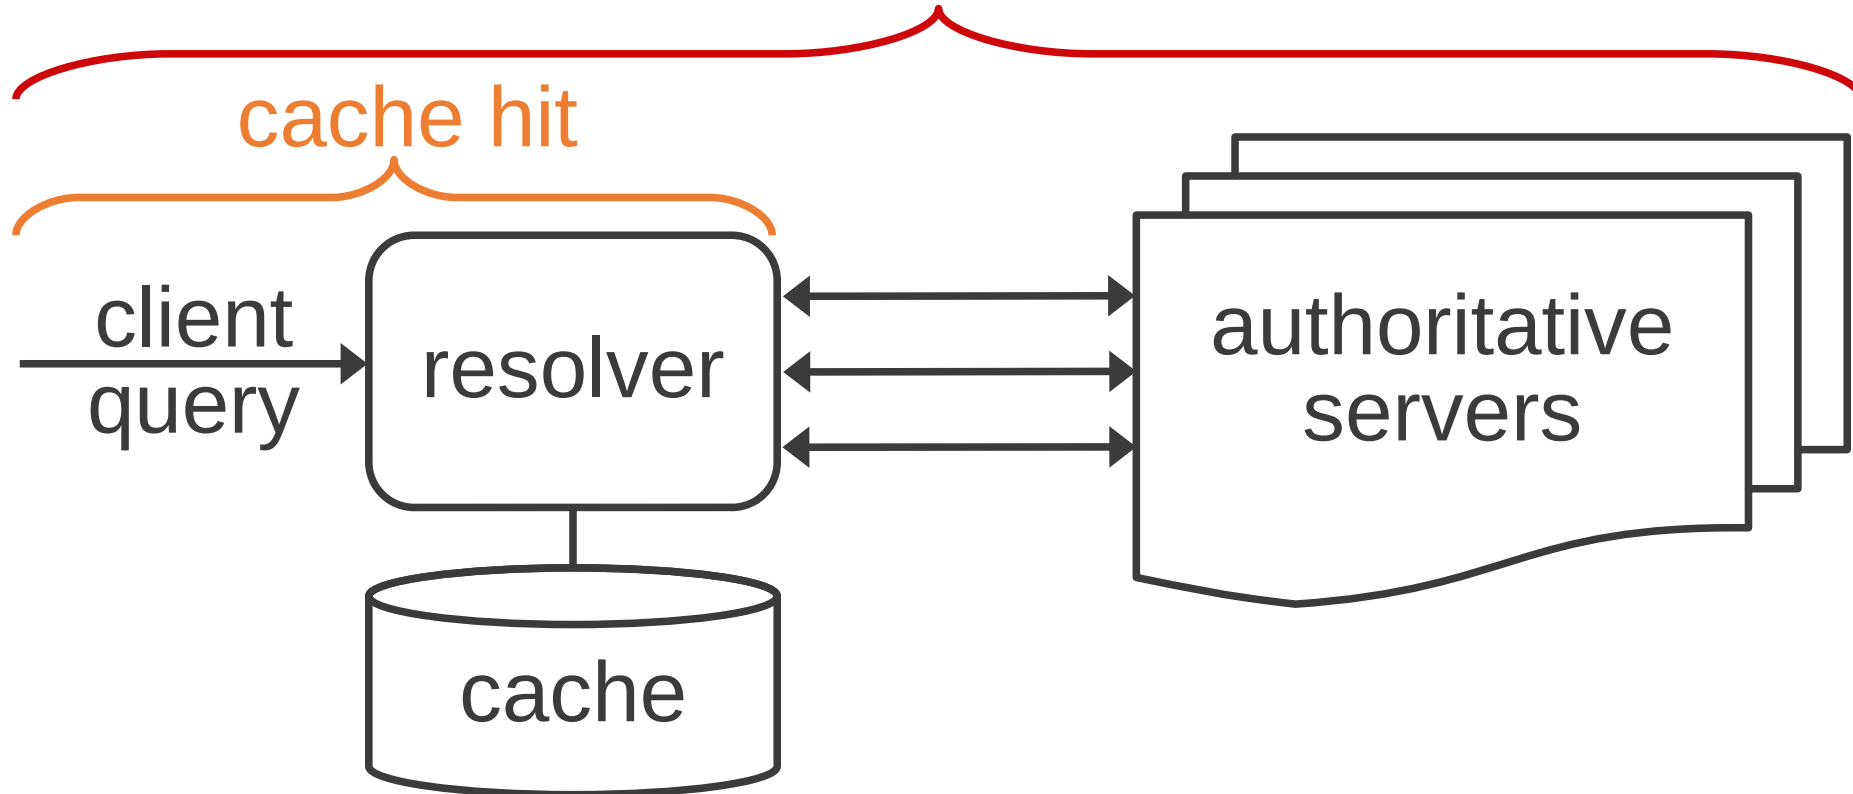 cache hit
client
query
resolver
authoritative
servers
cache